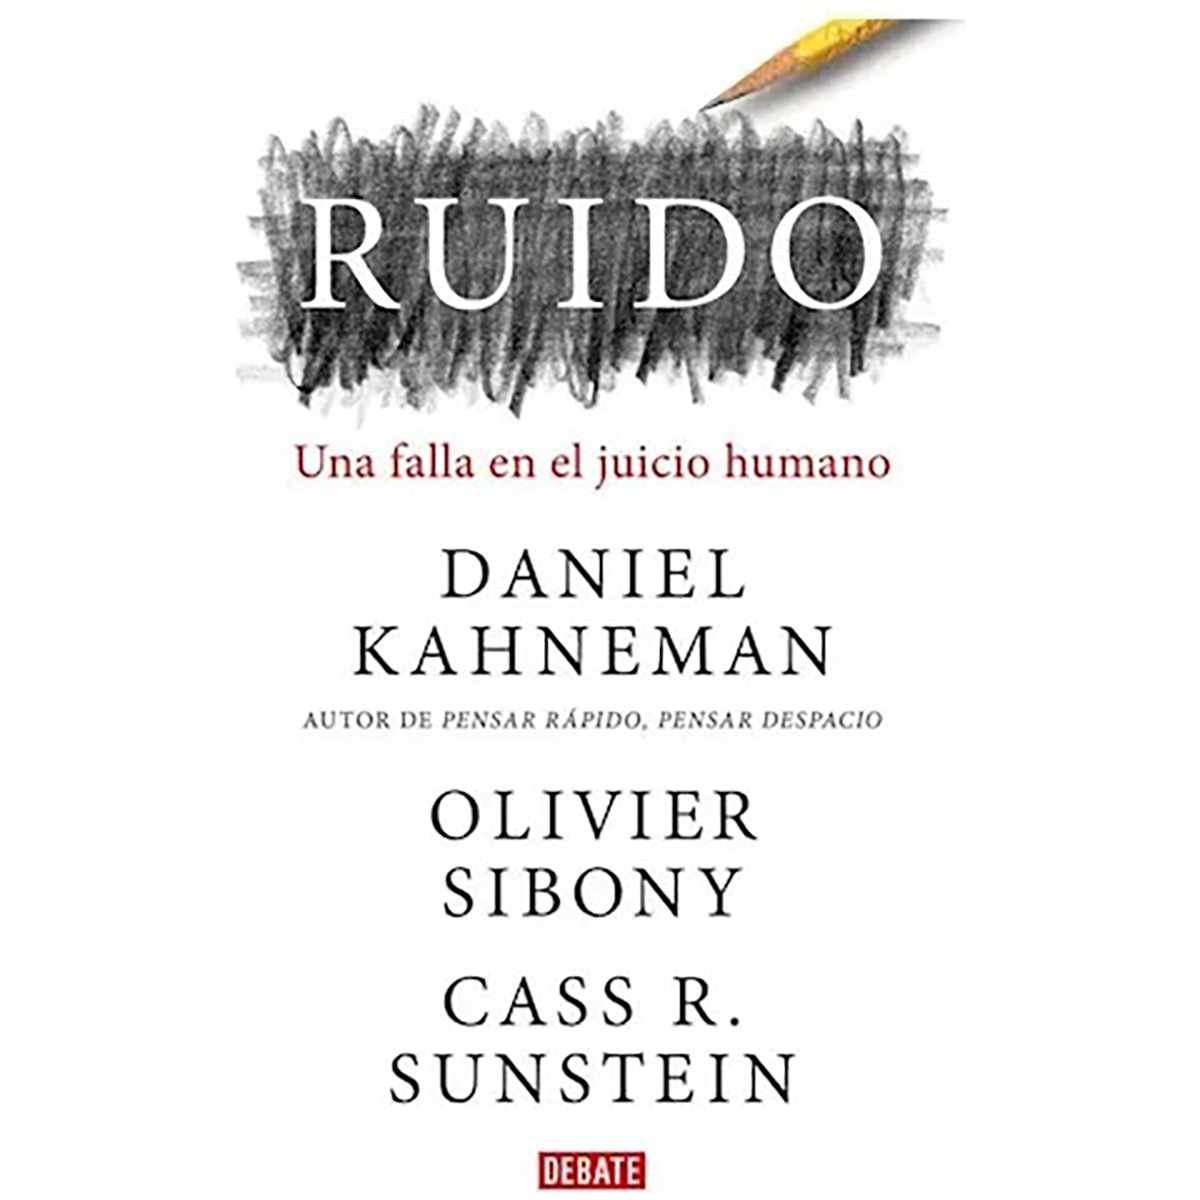 RUIDO
Una falla en el juicio humano
DANIEL
KAHNEMAN
AUTOR DE PENSAR RÁPIDO, PENSAR DESPACIO
OLIVIER
SIBONY
CASS R.
SUNSTEIN
DEBATE